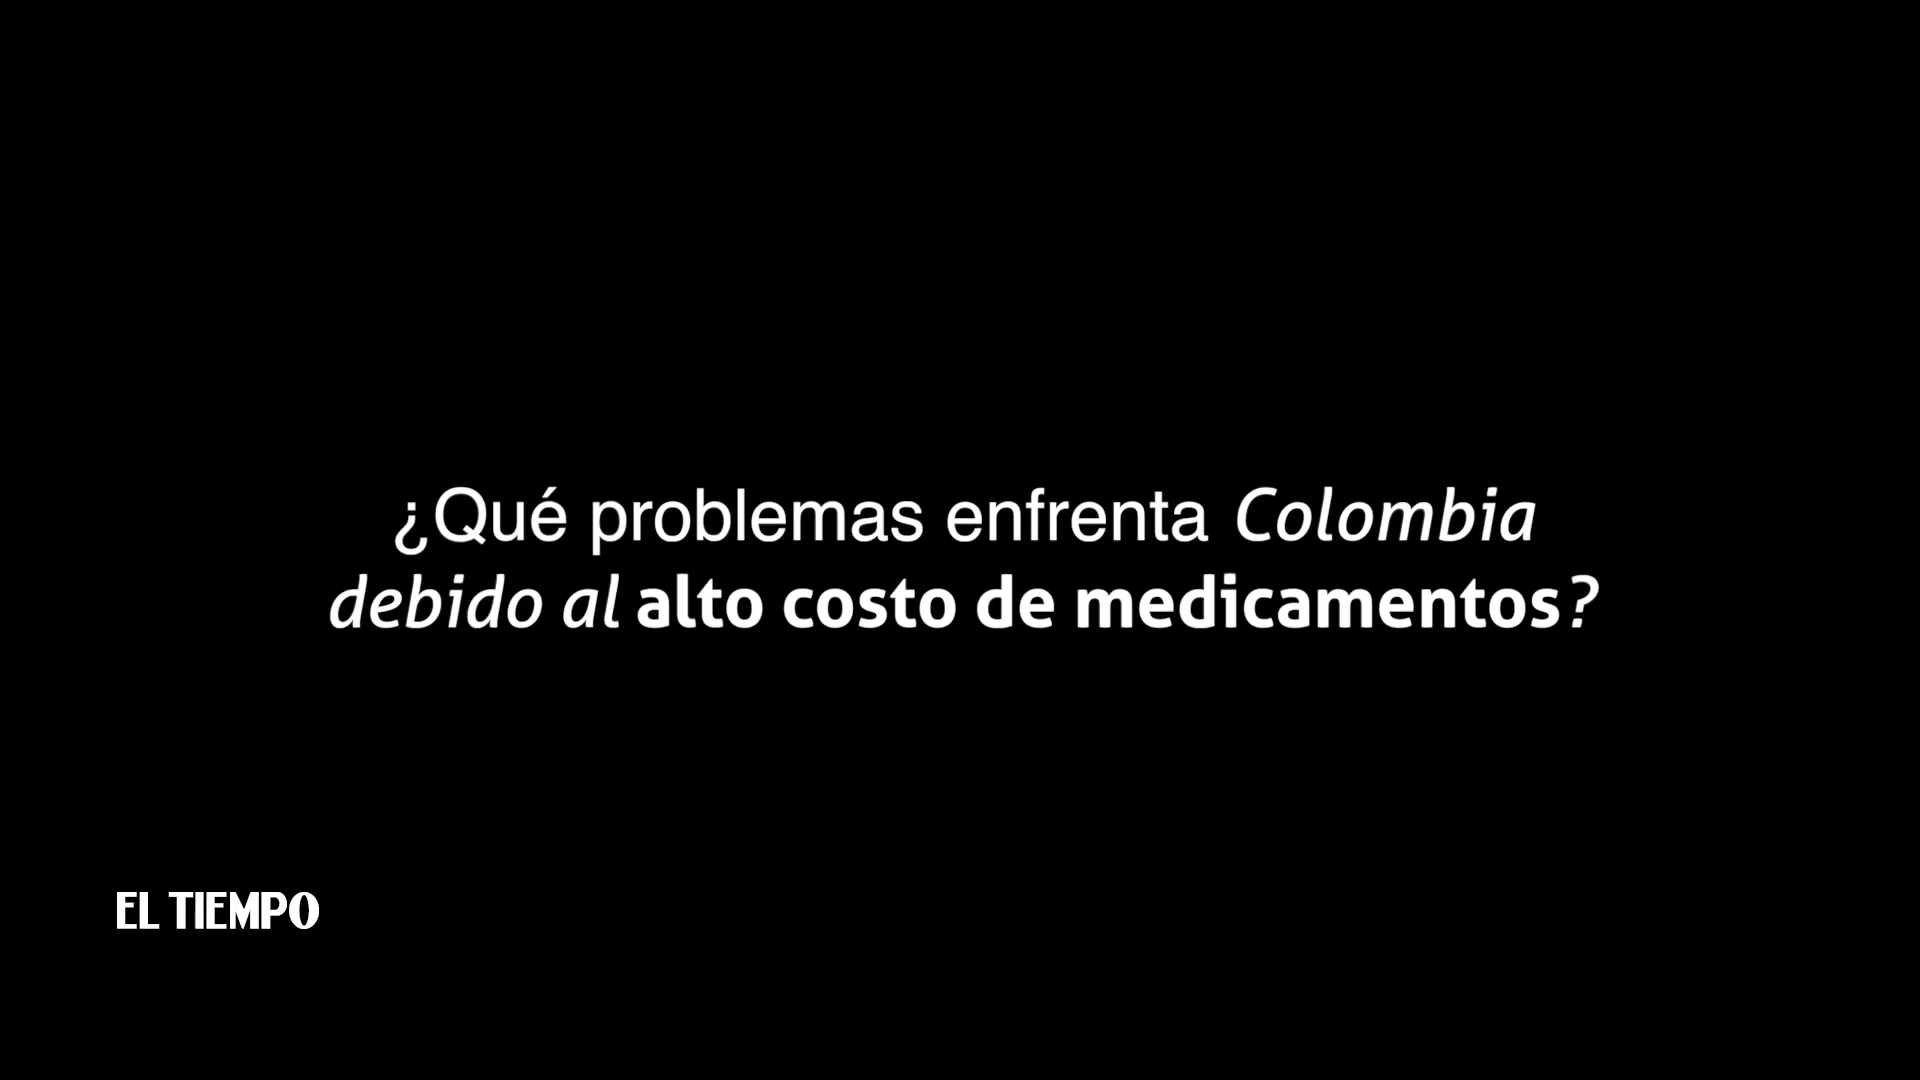 ¿Qué problemas enfrenta Colombia
debido al alto costo de medicamentos?
EL TIEMPO